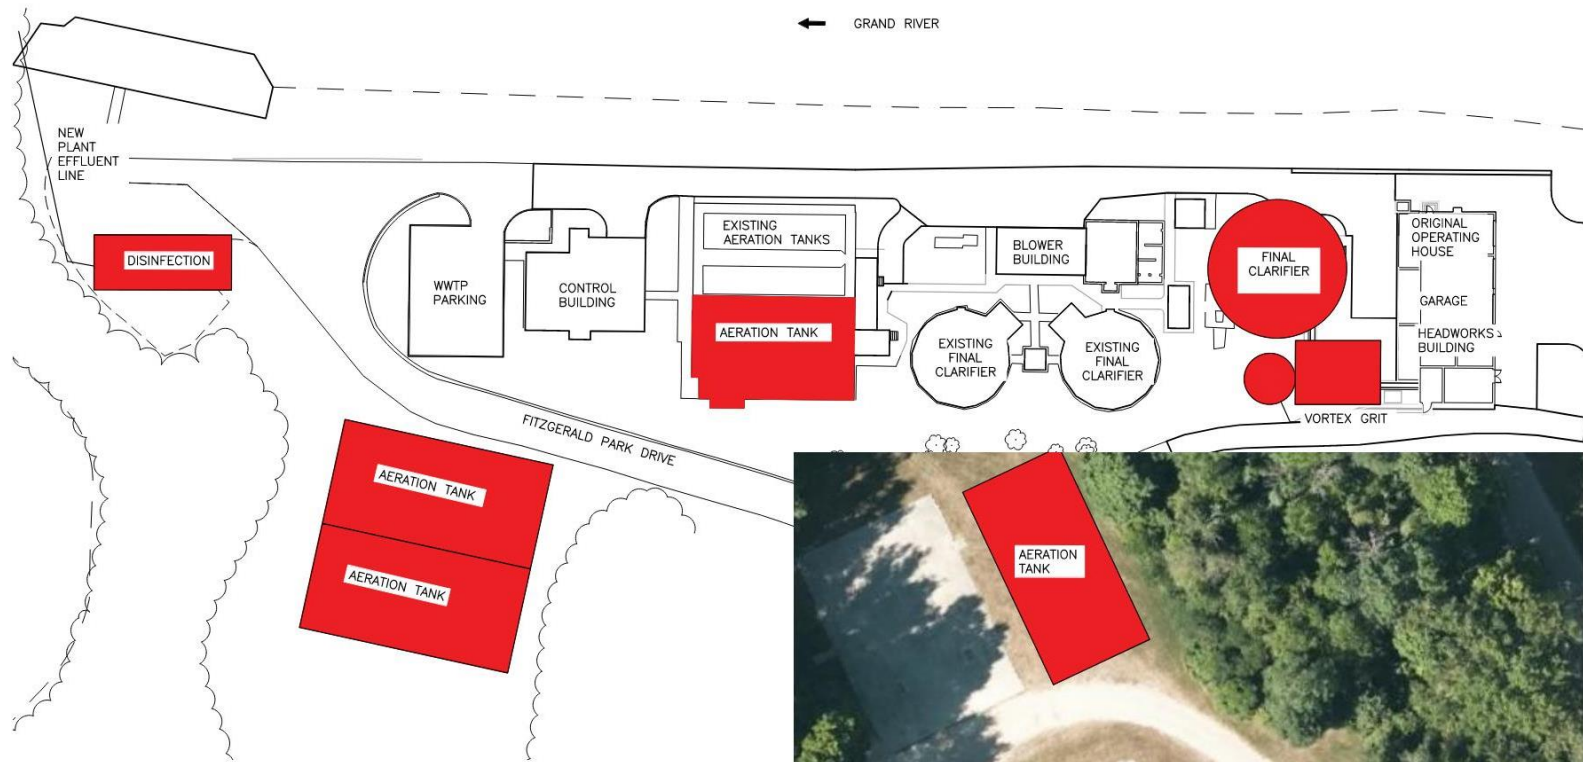 GRAND RIVER
NEW
PLANT
EFFLUENT
LINE
DISINFECTION
WWTP
PARKING
CONTROL
BUILDING
EXISTING
AERATION TANKS
AERATION TANK
BLOWER
BUILDING
EXISTING
FINAL
CLARIFIER
EXISTING
FINAL
CLARIFIER
FINAL
CLARIFIER
ORIGINAL
OPERATING
HOUSE
GARAGE
HEADWORKS
BUILDING
VORTEX GRIT
FITZGERALD PARK DRIVE
AERATION TANK
AERATION TANK
AERATION
TANK